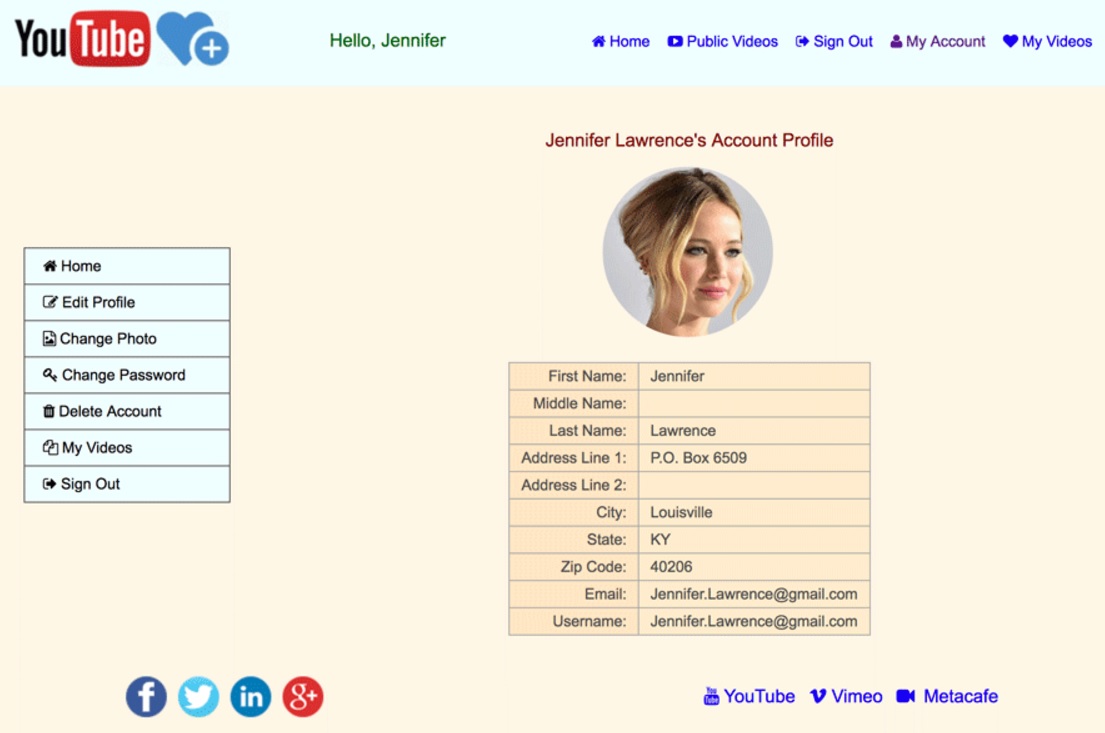 YouTube
Hello, Jennifer
Home Public Videos Sign Out My Account My Videos
Jennifer Lawrence's Account Profile
Home
Edit Profile
Change Photo
Change Password
Delete Account
My Videos
Sign Out
First Name: Jennifer
Middle Name:
Last Name: Lawrence
Address Line 1: P.O. Box 6509
Address Line 2:
City: Louisville
State: KY
Zip Code: 40206
Email: Jennifer.Lawrence@gmail.com
Username: Jennifer.Lawrence@gmail.com
f in g+
You Tube YouTube Vimeo Metacafe